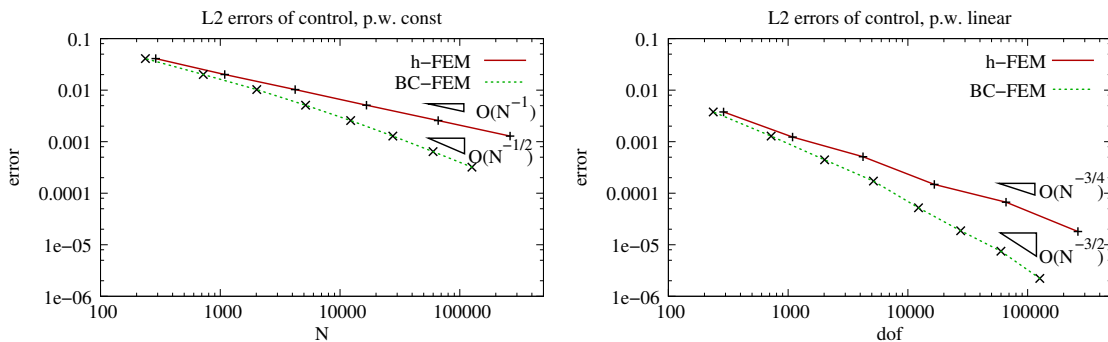 L2 errors of control, p.w. const
0.1
0.01
0.001
0.0001
1e-05
1e-06
error
h-FEM
BC-FEM
O(N^-1)
O(N^-1/2)
100
1000
10000
100000
N
L2 errors of control, p.w. linear
0.1
0.01
0.001
0.0001
1e-05
1e-06
error
h-FEM
BC-FEM
O(N^-3/4)
O(N^-3/2)
100
1000
10000
100000
dof